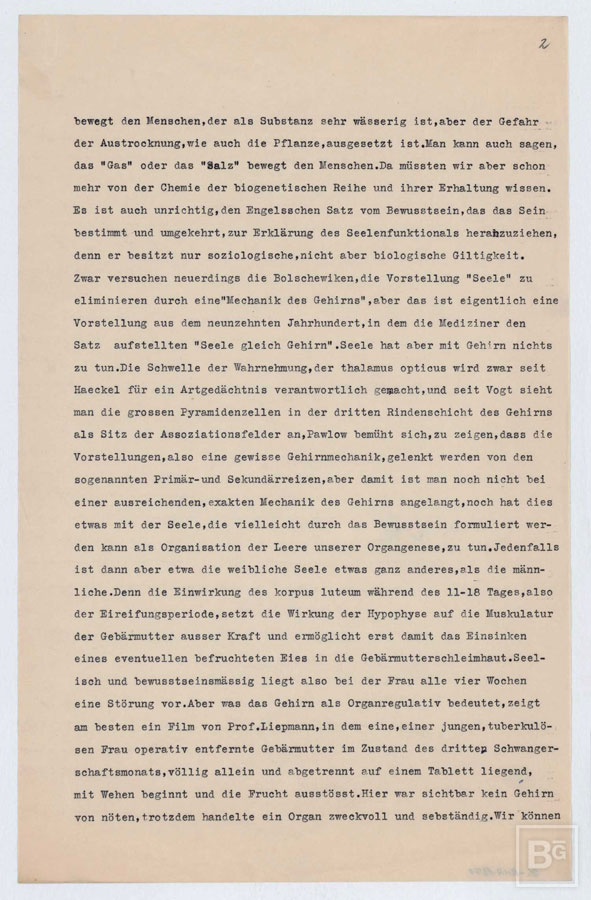 2
bewegt den Menschen,der als Substanz sehr wässerig ist,aber der Gefahr
der Austrocknung,wie auch die Pflanze,ausgesetzt ist.Man kann auch sagen,
das "Gas" oder das "Salz" bewegt den Menschen.Da müssten wir aber schon
mehr von der Chemie der biogenetischen Reihe und ihrer Erhaltung wissen.
Es ist auch unrichtig,den Engelsschen Satz vom Bewusstsein,das das Sein
bestimmt und umgekehrt,zur Erklärung des Seelenfunktionals heranzuziehen,
denn er besitzt nur soziologische,nicht aber biologische Giltigkeit.
Zwar versuchen neuerdings die Bolschewiken,die Vorstellung "Seele" zu
eliminieren durch eine"Mechanik des Gehirns",aber das ist eigentlich eine
Vorstellung aus dem neunzehnten Jahrhundert,in dem die Mediziner den
Satz aufstellten "Seele gleich Gehirn".Seele hat aber mit Gehirn nichts
zu tun.Die Schwelle der Wahrnehmung,der thalamus opticus wird zwar seit
Haeckel für ein Artgedächtnis verantwortlich gemacht,und seit Vogt sieht
man die grossen Pyramidenzellen in der dritten Rindenschicht des Gehirns
als Sitz der Assoziationsfelder an,Pawlow bemüht sich,zu zeigen,dass die
Vorstellungen,also eine gewisse Gehirnmechanik,gelenkt werden von den
sogenannten Primär-und Sekundärreizen,aber damit ist man noch nicht bei
einer ausreichenden,exakten Mechanik des Gehirns angelangt,noch hat dies
etwas mit der Seele,die vielleicht durch das Bewusstsein formuliert wer-
den kann als Organisation der Leere unserer Organgenese,zu tun.Jedenfalls
ist dann aber etwa die weibliche Seele etwas ganz anderes,als die männ-
liche.Denn die Einwirkung des korpus luteum während des 11-18 Tages,also
der Eireifungsperiode,setzt die Wirkung der Hypophyse auf die Muskulatur
der Gebärmutter ausser Kraft und ermöglicht erst damit das Einsinken
eines eventuellen befruchteten Eies in die Gebärmutterschleimhaut.Seel-
isch und bewusstseinsmässig liegt also bei der Frau alle vier Wochen
eine Störung vor.Aber was das Gehirn als Organregulativ bedeutet,zeigt
am besten ein Film von Prof.Liepmann,in dem eine,einer jungen,tuberkulö-
sen Frau operativ entfernte Gebärmutter im Zustand des dritten Schwanger-
schaftsmonats,völlig allein und abgetrennt auf einem Tablett liegend,
mit Wehen beginnt und die Frucht ausstösst.Hier war sichtbar kein Gehirn
von nöten,trotzdem handelte ein Organ zweckvoll und sebständig.Wir können
BG